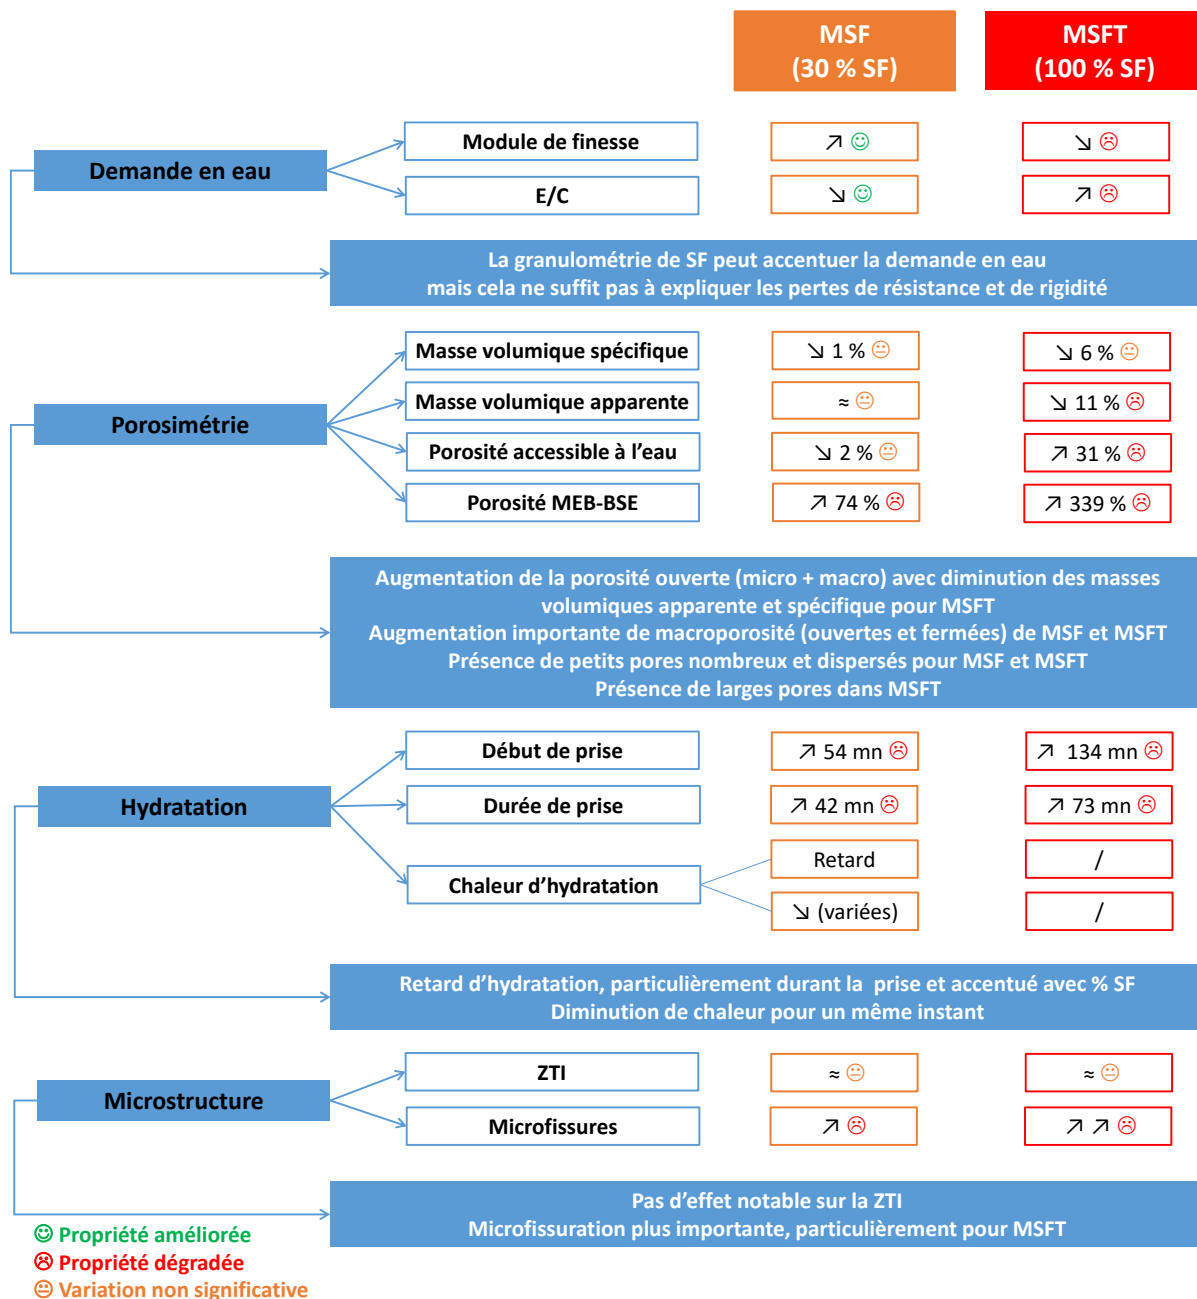 MSF
(30 % SF)
MSFT
(100 % SF)
Demande en eau
Module de finesse
↗ ☺
↘ ☹
E/C
↘ ☺
↗ ☹
La granulométrie de SF peut accentuer la demande en eau
mais cela ne suffit pas à expliquer les pertes de résistance et de rigidité
Porosimétrie
Masse volumique spécifique
↘ 1 % 😐
↘ 6 % 😐
Masse volumique apparente
≈ 😐
↘ 11 % ☹
Porosité accessible à l'eau
↘ 2 % 😐
↗ 31 % ☹
Porosité MEB-BSE
↗ 74 % ☹
↗ 339 % ☹
Augmentation de la porosité ouverte (micro + macro) avec diminution des masses
volumiques apparente et spécifique pour MSFT
Augmentation importante de macroporosité (ouvertes et fermées) de MSF et MSFT
Présence de petits pores nombreux et dispersés pour MSF et MSFT
Présence de larges pores dans MSFT
Hydratation
Début de prise
↗ 54 mn ☹
↗ 134 mn ☹
Durée de prise
↗ 42 mn ☹
↗ 73 mn ☹
Chaleur d'hydratation
Retard
/
↘ (variées)
/
Retard d'hydratation, particulièrement durant la prise et accentué avec % SF
Diminution de chaleur pour un même instant
Microstructure
ZTI
≈ 😐
≈ 😐
Microfissures
↗ ☹
↗ ↗ ☹
Pas d'effet notable sur la ZTI
Microfissuration plus importante, particulièrement pour MSFT
☺ Propriété améliorée
☹ Propriété dégradée
😐 Variation non significative